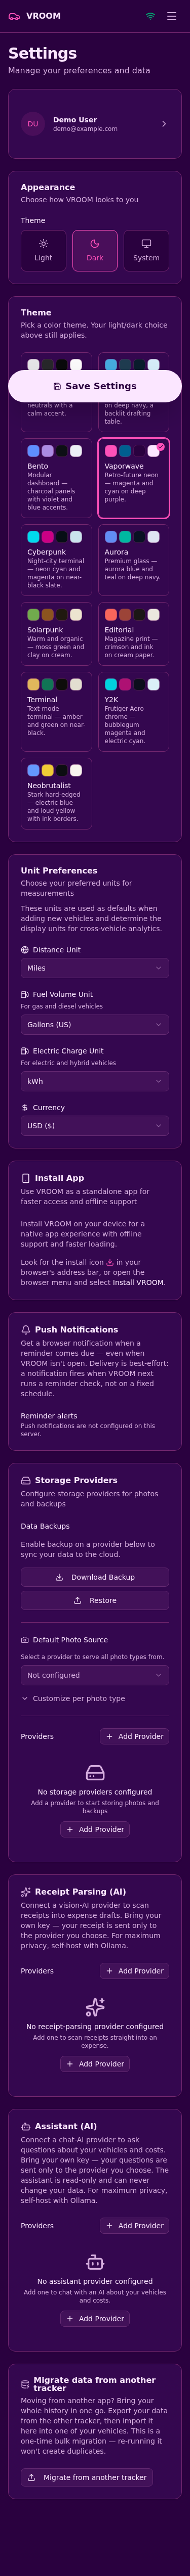 VROOM
Settings
Manage your preferences and data
DU
Demo User
demo@example.com
Appearance
Choose how VROOM looks to you
Theme
Light
Dark
System
Theme
Pick a color theme. Your light/dark choice
above still applies.
Save Settings
neutrals with a
calm accent.
on deep navy, a
backlit drafting
table.
Bento
Modular
dashboard —
charcoal panels
with violet and
blue accents.
Vaporwave
Retro-future neon
— magenta and
cyan on deep
purple.
Cyberpunk
Night-city terminal
— neon cyan and
magenta on near-
black slate.
Aurora
Premium glass —
aurora blue and
teal on deep navy.
Solarpunk
Warm and organic
— moss green and
clay on cream.
Editorial
Magazine print —
crimson and ink
on cream paper.
Terminal
Text-mode
terminal — amber
and green on near-
black.
Y2K
Frutiger-Aero
chrome —
bubblegum
magenta and
electric cyan.
Neobrutalist
Stark hard-edged
— electric blue
and loud yellow
with ink borders.
Unit Preferences
Choose your preferred units for
measurements
These units are used as defaults when
adding new vehicles and determine the
display units for cross-vehicle analytics.
Distance Unit
Miles
Fuel Volume Unit
For gas and diesel vehicles
Gallons (US)
Electric Charge Unit
For electric and hybrid vehicles
kWh
Currency
USD ($)
Install App
Use VROOM as a standalone app for
faster access and offline support
Install VROOM on your device for a
native app experience with offline
support and faster loading.
Look for the install icon in your
browser's address bar, or open the
browser menu and select Install VROOM.
Push Notifications
Get a browser notification when a
reminder comes due — even when
VROOM isn't open. Delivery is best-effort:
a notification fires when VROOM next
runs a reminder check, not on a fixed
schedule.
Reminder alerts
Push notifications are not configured on this
server.
Storage Providers
Configure storage providers for photos
and backups
Data Backups
Enable backup on a provider below to
sync your data to the cloud.
Download Backup
Restore
Default Photo Source
Select a provider to serve all photo types from.
Not configured
Customize per photo type
Providers
Add Provider
No storage providers configured
Add a provider to start storing photos and
backups
Add Provider
Receipt Parsing (AI)
Connect a vision-AI provider to scan
receipts into expense drafts. Bring your
own key — your receipt is sent only to
the provider you choose. For maximum
privacy, self-host with Ollama.
Providers
Add Provider
No receipt-parsing provider configured
Add one to scan receipts straight into an
expense.
Add Provider
Assistant (AI)
Connect a chat-AI provider to ask
questions about your vehicles and costs.
Bring your own key — your questions are
sent only to the provider you choose. The
assistant is read-only and can never
change your data. For maximum privacy,
self-host with Ollama.
Providers
Add Provider
No assistant provider configured
Add one to chat with an AI about your vehicles
and costs.
Add Provider
Migrate data from another
tracker
Moving from another app? Bring your
whole history in one go. Export your data
from the other tracker, then import it
here into one of your vehicles. This is a
one-time bulk migration — re-running it
won't create duplicates.
Migrate from another tracker